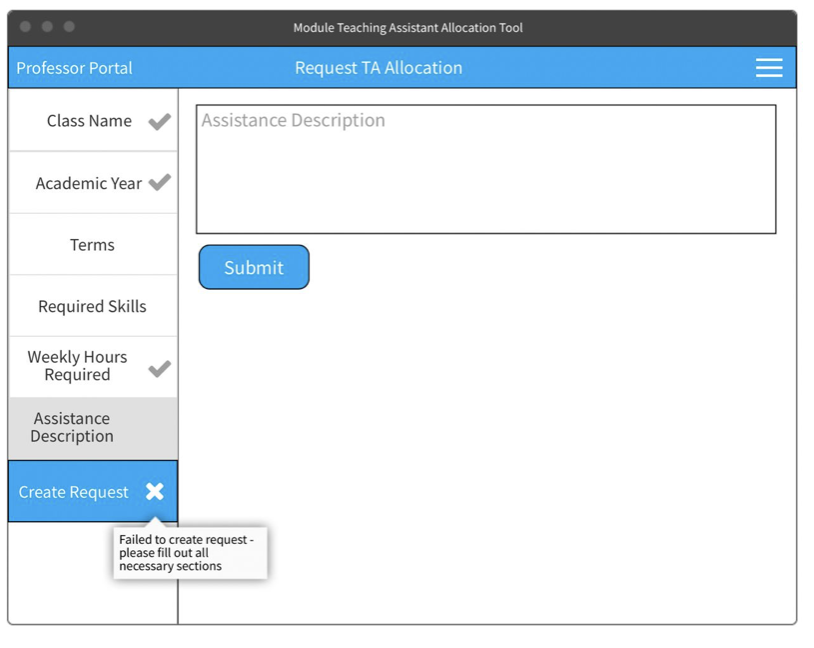 Module Teaching Assistant Allocation Tool
Professor Portal
Request TA Allocation
Class Name
Academic Year
Terms
Required Skills
Weekly Hours
Required
Assistance
Description
Create Request
Failed to create request -
please fill out all
necessary sections
Assistance Description
Submit